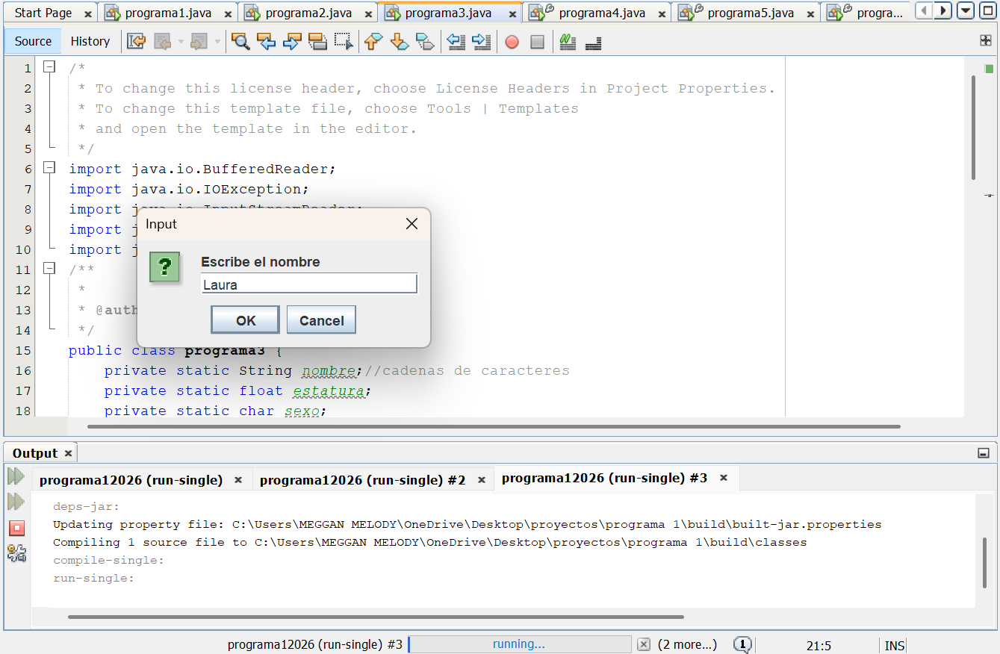 Start Page programa1.java programa2.java programa3.java programa4.java programa5.java progra...
Source History
1 /*
2 * To change this license header, choose License Headers in Project Properties.
3 * To change this template file, choose Tools | Templates
4 * and open the template in the editor.
5 */
6 import java.io.BufferedReader;
7 import java.io.IOException;
8 import java.io.InputStreamReader;
9 import j
10 import j
11 /**
12 *
13 * @auth
14 */
15 public class programa3 {
16 private static String nombre;//cadenas de caracteres
17 private static float estatura;
18 private static char sexo;
Input
? Escribe el nombre
Laura
OK Cancel
Output
programa12026 (run-single) programa12026 (run-single) #2 programa12026 (run-single) #3
deps-jar:
Updating property file: C:\Users\MEGGAN MELODY\OneDrive\Desktop\proyectos\programa 1\build\built-jar.properties
Compiling 1 source file to C:\Users\MEGGAN MELODY\OneDrive\Desktop\proyectos\programa 1\build\classes
compile-single:
run-single:
programa12026 (run-single) #3 running... (2 more...) 1 21:5 INS